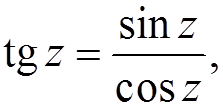 tg z = sin z / cos z,